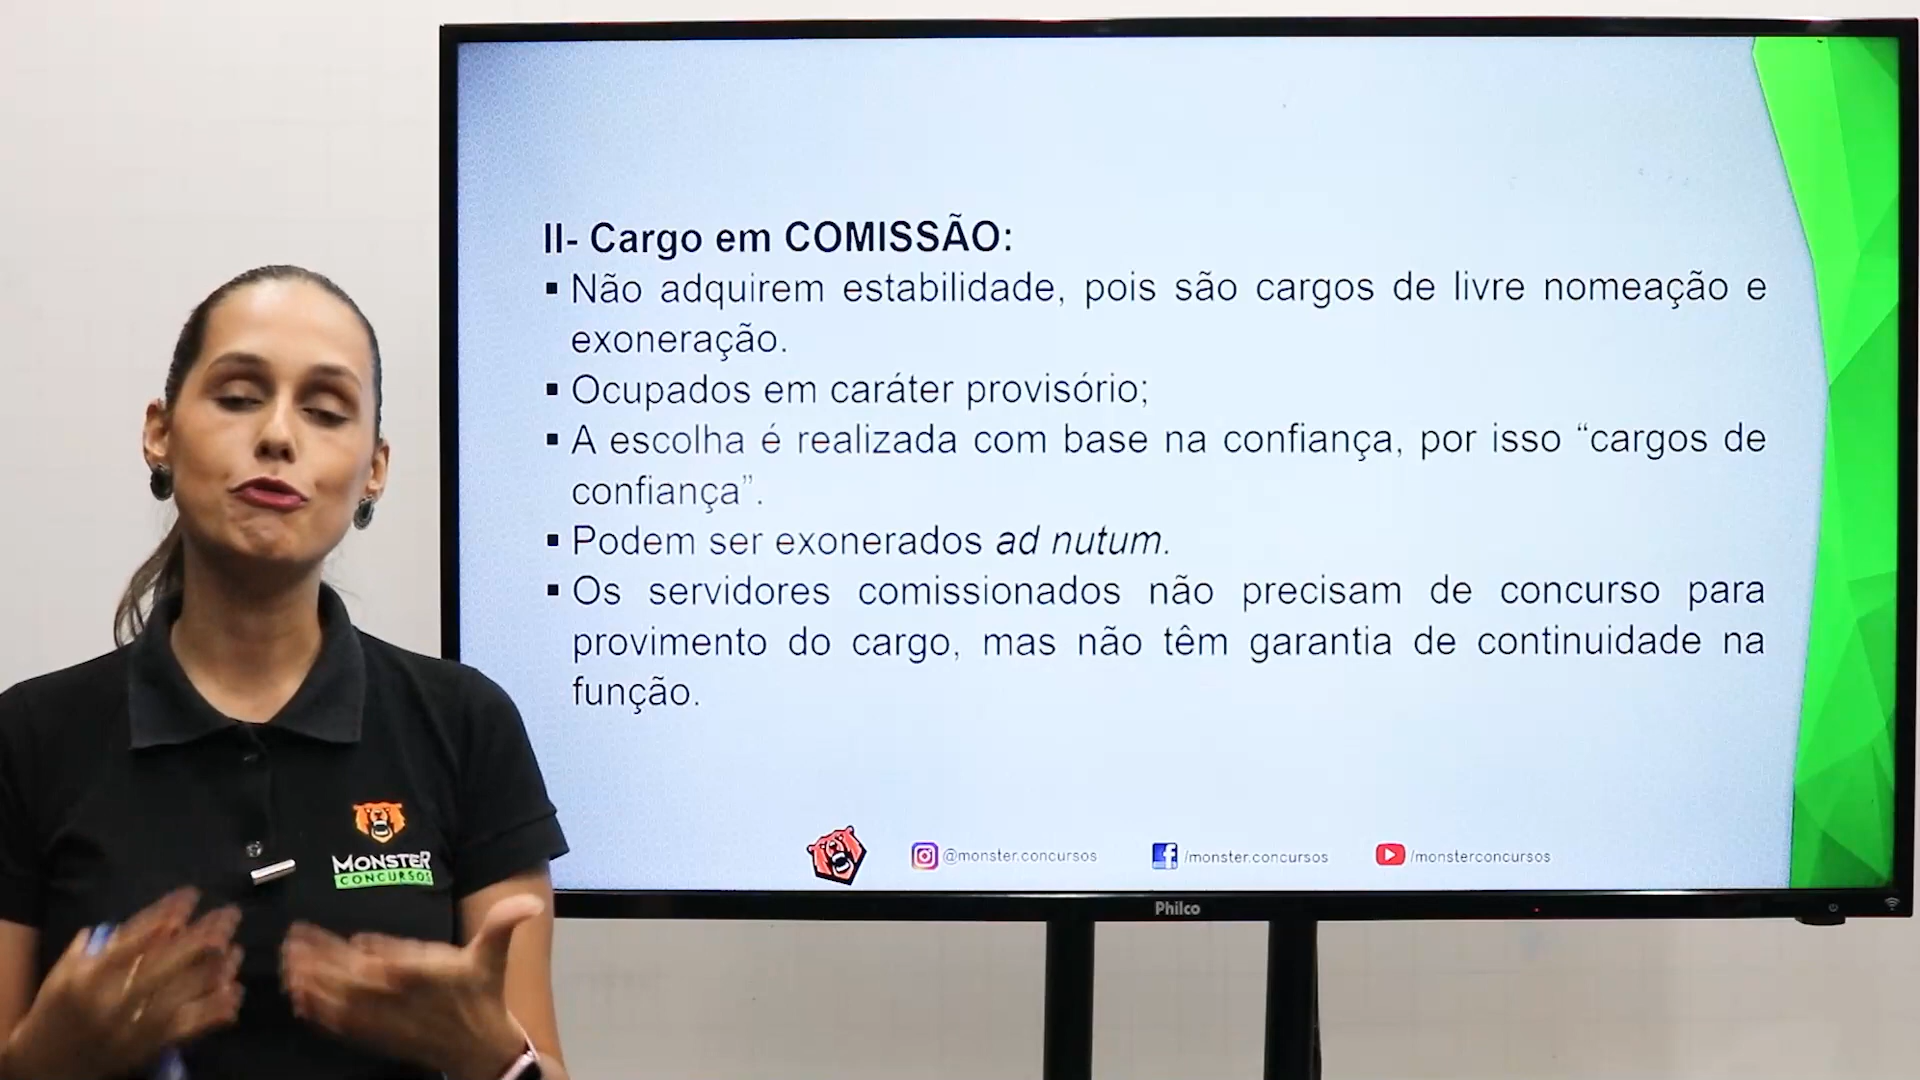 II- Cargo em COMISSÃO:
▪ Não adquirem estabilidade, pois são cargos de livre nomeação e
exoneração.
▪ Ocupados em caráter provisório;
▪ A escolha é realizada com base na confiança, por isso “cargos de
confiança”.
▪ Podem ser exonerados ad nutum.
▪ Os servidores comissionados não precisam de concurso para
provimento do cargo, mas não têm garantia de continuidade na
função.
@monster.concursos /monster.concursos /monsterconcursos
Philco
MONSTER
CONCURSOS